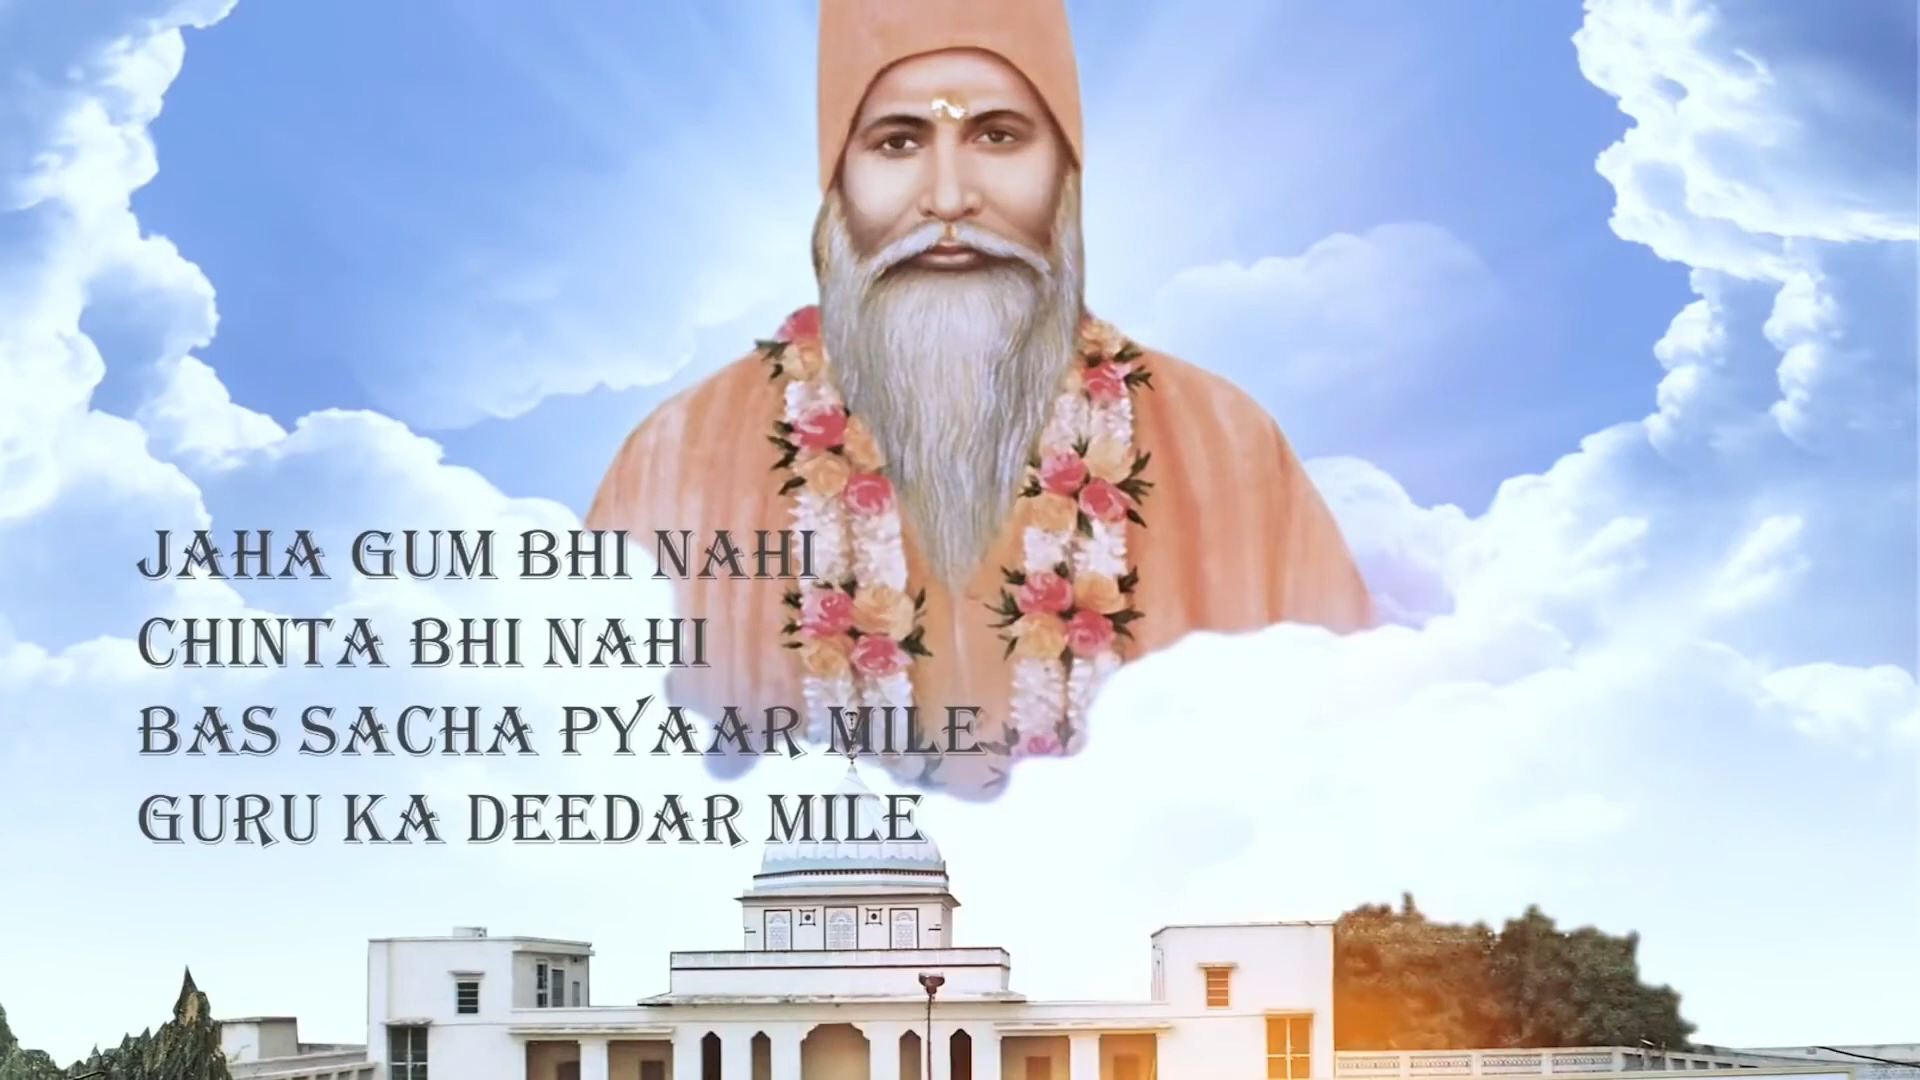 JAHA GUM BHI NAHI
CHINTA BHI NAHI
BAS SACHA PYAAR MILE
GURU KA DEEDAR MILE